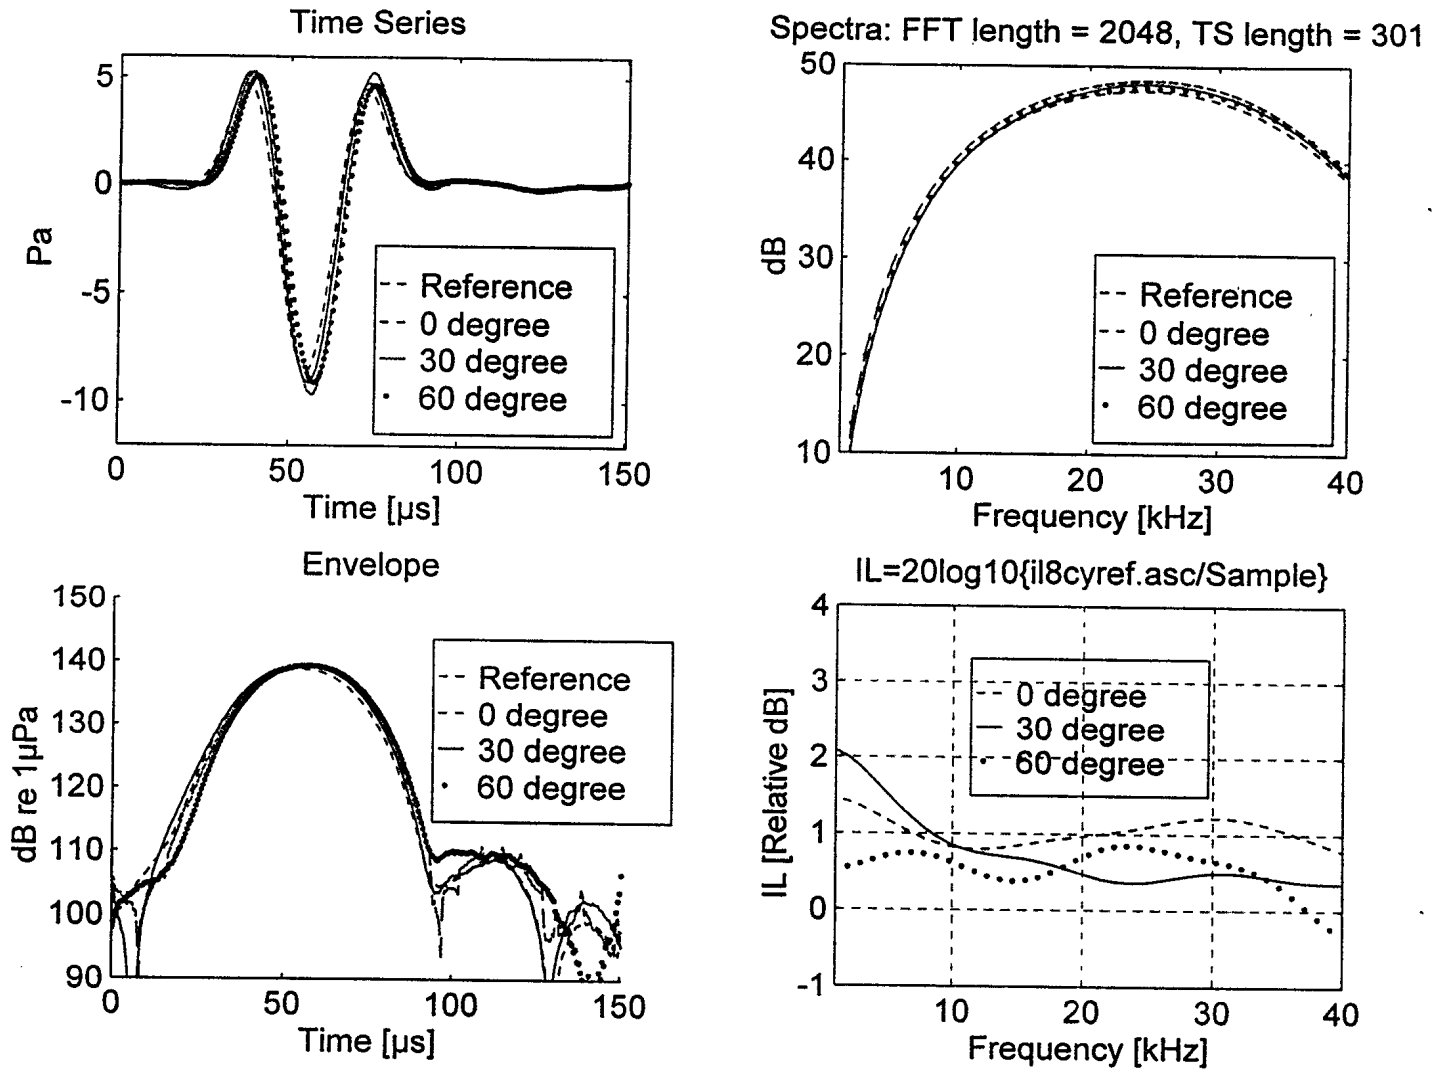 Time Series
5
0
-5
-10
Pa
Reference
0 degree
30 degree
60 degree
0 50 100 150
Time [µs]
Spectra: FFT length = 2048, TS length = 301
50
40
30
20
10
dB
Reference
0 degree
30 degree
60 degree
10 20 30 40
Frequency [kHz]
Envelope
150
140
130
120
110
100
90
dB re 1µPa
Reference
0 degree
30 degree
60 degree
0 50 100 150
Time [µs]
IL=20log10{il8cyref.asc/Sample}
4
3
2
1
0
-1
IL [Relative dB]
0 degree
30 degree
60 degree
10 20 30 40
Frequency [kHz]